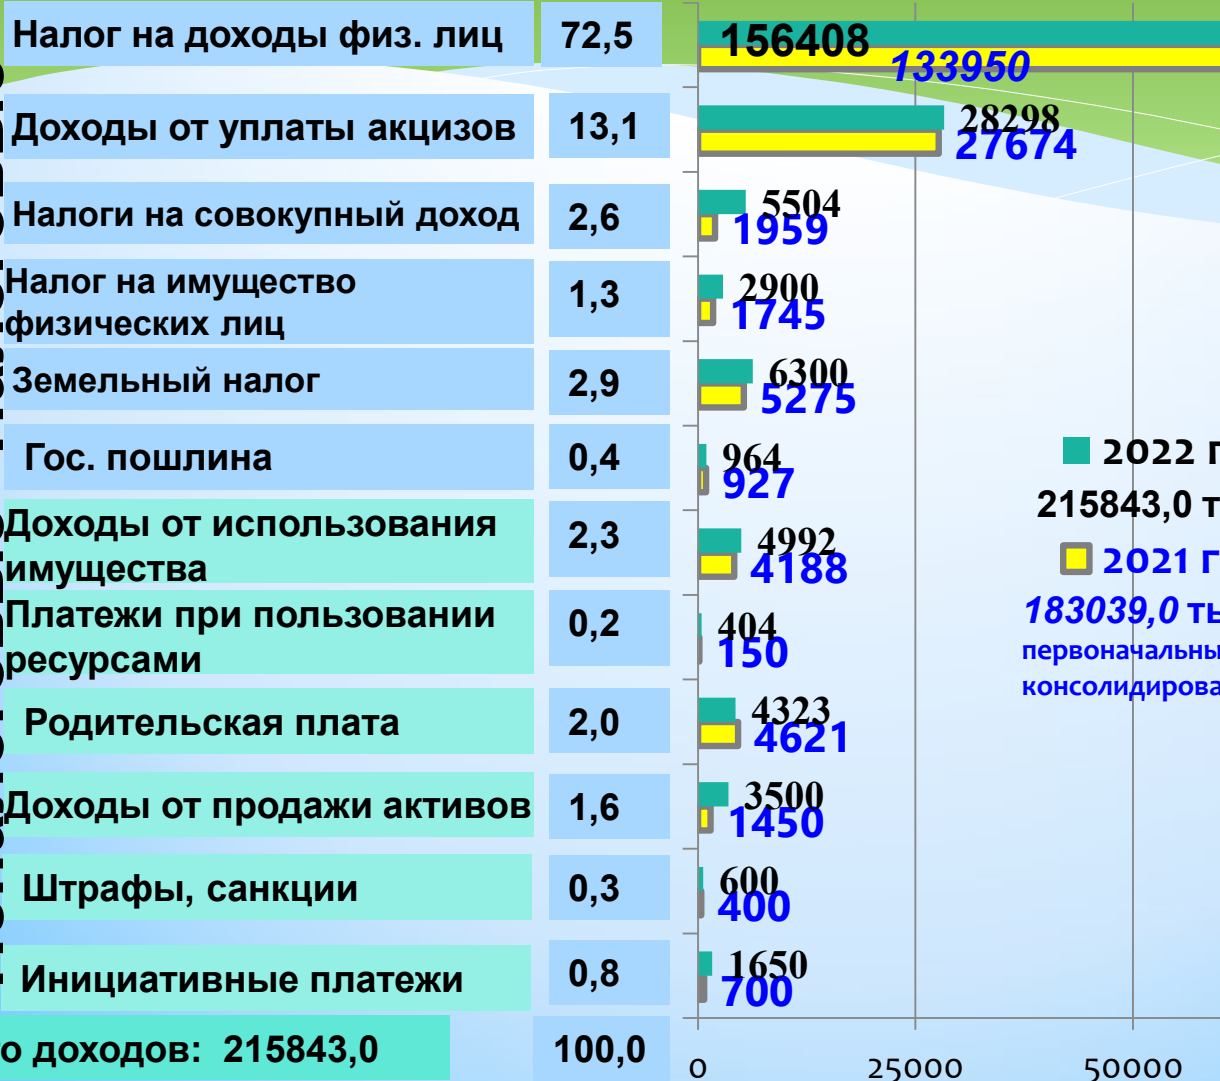 Налог на доходы физ. лиц 72,5 156408
133950
Доходы от уплаты акцизов 13,1 28298
27674
Налоги на совокупный доход 2,6 5504
1959
Налог на имущество
физических лиц 1,3 2900
1745
Земельный налог 2,9 6300
5275
Гос. пошлина 0,4 964
927
Доходы от использования
имущества 2,3 4992
4188
Платежи при пользовании
ресурсами 0,2 404
150
Родительская плата 2,0 4323
4621
Доходы от продажи активов 1,6 3500
1450
Штрафы, санкции 0,3 600
400
Инициативные платежи 0,8 1650
700
о доходов: 215843,0 100,0
0 25000 50000
2022 г
215843,0 т
2021 г
183039,0 ты
первоначальны
консолидирова